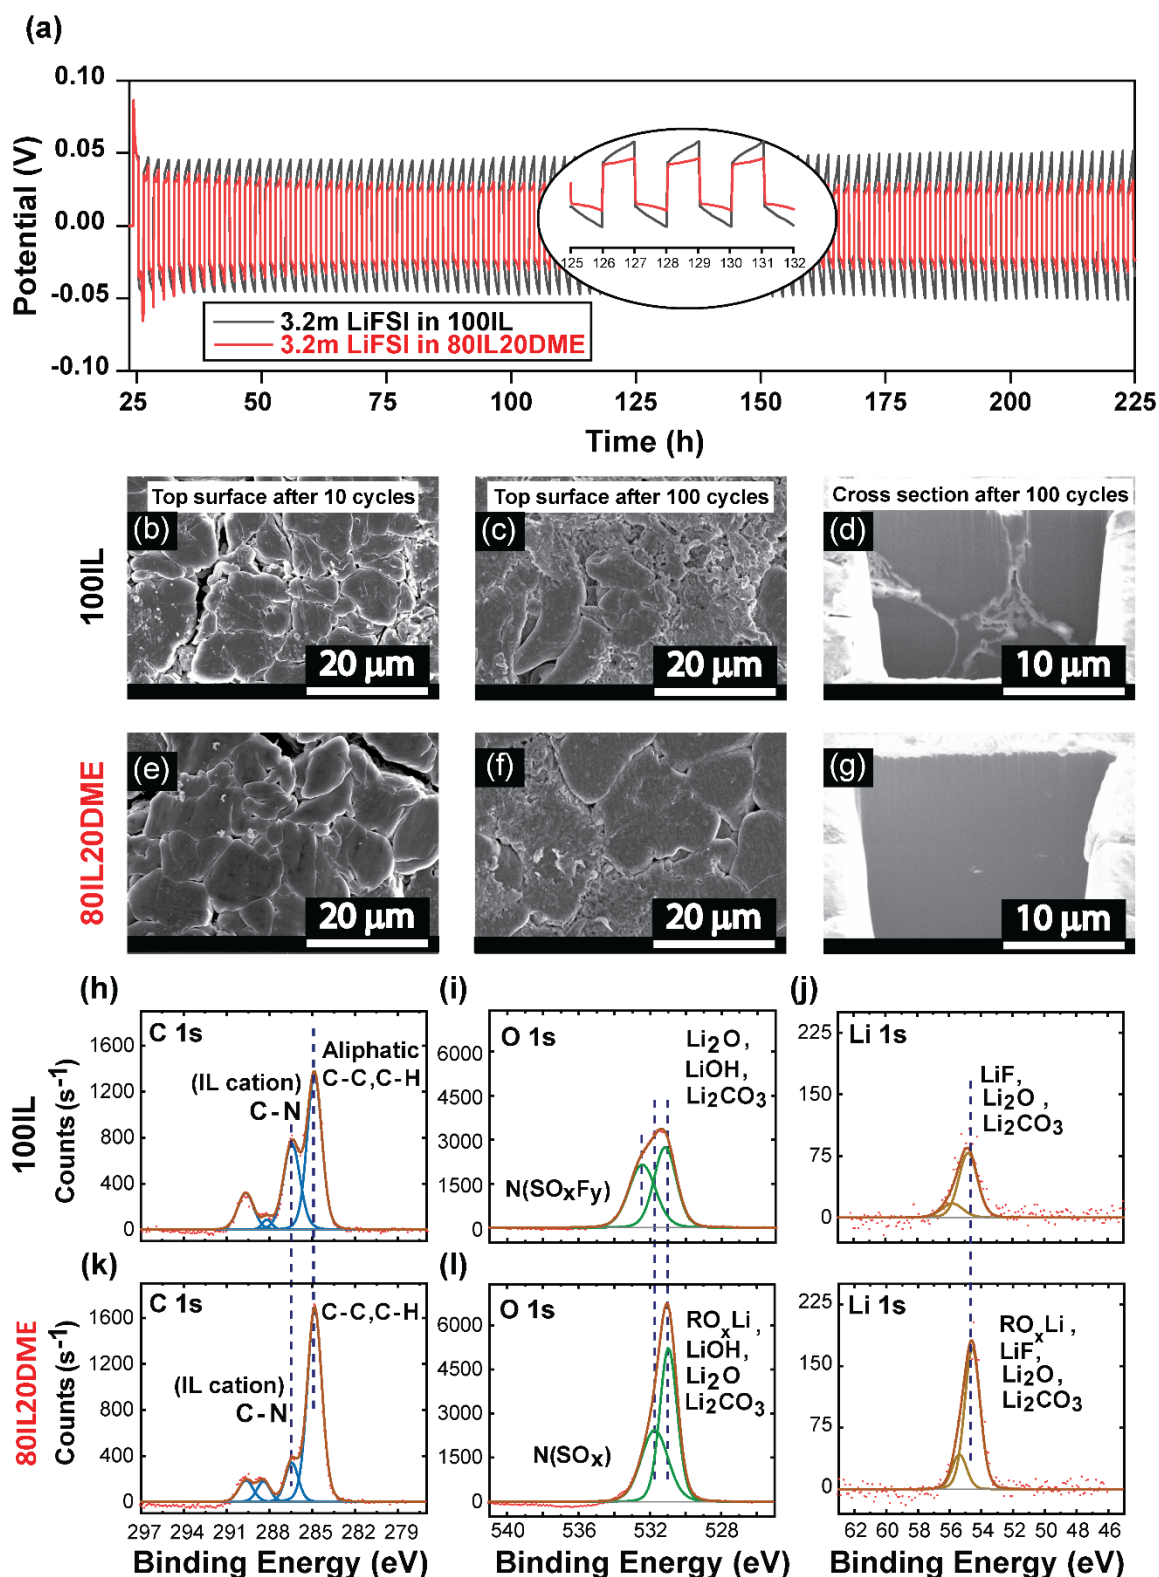 (a)
0.10
0.05
0.00
-0.05
-0.10
Potential (V)
125 126 127 128 129 130 131 132
3.2m LiFSI in 100IL
3.2m LiFSI in 80IL20DME
25 50 75 100 125 150 175 200 225
Time (h)
100IL
Top surface after 10 cycles
(b)
20 μm
Top surface after 100 cycles
(c)
20 μm
Cross section after 100 cycles
(d)
10 μm
80IL20DME
(e)
20 μm
(f)
20 μm
(g)
10 μm
100IL
(h)
C 1s
1600
1200
800
400
0
Counts (s⁻¹)
Aliphatic
C-C,C-H
(IL cation)
C-N
(i)
O 1s
6000
4500
3000
1500
0
Li₂O,
LiOH,
Li₂CO₃
N(SOₓFy)
(j)
Li 1s
225
150
75
0
LiF,
Li₂O,
Li₂CO₃
80IL20DME
(k)
C 1s
1600
1200
800
400
0
Counts (s⁻¹)
C-C,C-H
(IL cation)
C-N
297 294 291 288 285 282 279
Binding Energy (eV)
(l)
O 1s
6000
4500
3000
1500
0
ROₓLi,
LiOH,
Li₂O
Li₂CO₃
N(SOₓ)
540 536 532 528
Binding Energy (eV)
Li 1s
225
150
75
0
ROₓLi,
LiF,
Li₂O,
Li₂CO₃
62 60 58 56 54 52 50 48 46
Binding Energy (eV)